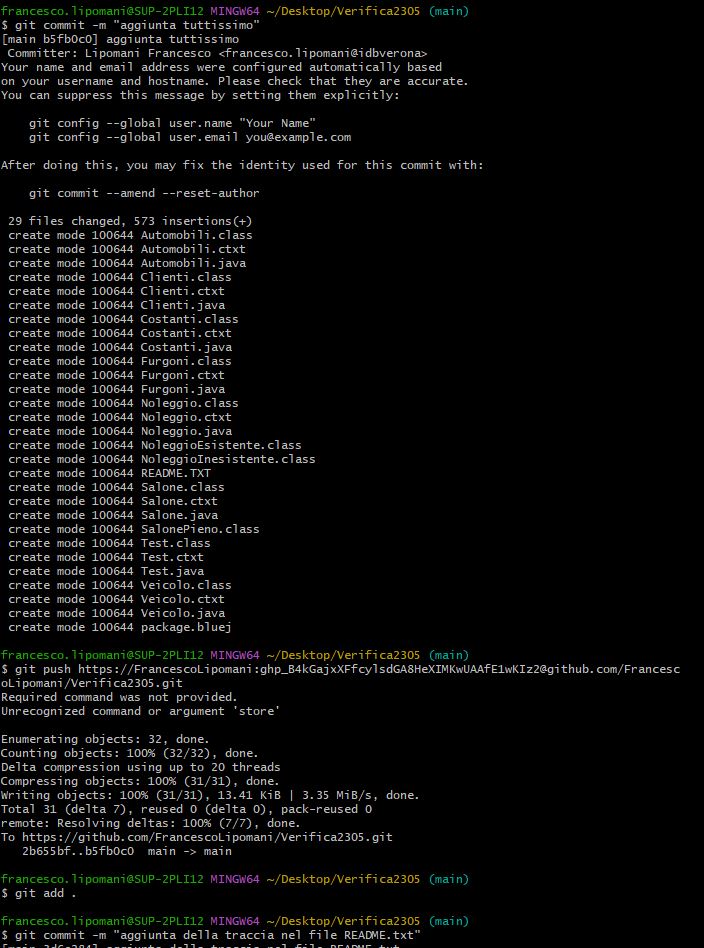 francesco.lipomani@SUP-2PLI12 MINGW64 ~/Desktop/Verifica2305 (main)
$ git commit -m "aggiunta tuttissimo"
[main b5fb0c0] aggiunta tuttissimo
 Committer: Lipomani Francesco <francesco.lipomani@idbverona>
Your name and email address were configured automatically based
on your username and hostname. Please check that they are accurate.
You can suppress this message by setting them explicitly:

    git config --global user.name "Your Name"
    git config --global user.email you@example.com

After doing this, you may fix the identity used for this commit with:

    git commit --amend --reset-author

 29 files changed, 573 insertions(+)
 create mode 100644 Automobili.class
 create mode 100644 Automobili.ctxt
 create mode 100644 Automobili.java
 create mode 100644 Clienti.class
 create mode 100644 Clienti.ctxt
 create mode 100644 Clienti.java
 create mode 100644 Costanti.class
 create mode 100644 Costanti.ctxt
 create mode 100644 Costanti.java
 create mode 100644 Furgoni.class
 create mode 100644 Furgoni.ctxt
 create mode 100644 Furgoni.java
 create mode 100644 Noleggio.class
 create mode 100644 Noleggio.ctxt
 create mode 100644 Noleggio.java
 create mode 100644 NoleggioEsistente.class
 create mode 100644 NoleggioInesistente.class
 create mode 100644 README.TXT
 create mode 100644 Salone.class
 create mode 100644 Salone.ctxt
 create mode 100644 Salone.java
 create mode 100644 SalonePieno.class
 create mode 100644 Test.class
 create mode 100644 Test.ctxt
 create mode 100644 Test.java
 create mode 100644 Veicolo.class
 create mode 100644 Veicolo.ctxt
 create mode 100644 Veicolo.java
 create mode 100644 package.bluej

francesco.lipomani@SUP-2PLI12 MINGW64 ~/Desktop/Verifica2305 (main)
$ git push https://FrancescoLipomani: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@github.com/Francesc
oLipomani/Verifica2305.git
Required command was not provided.
Unrecognized command or argument 'store'

Enumerating objects: 32, done.
Counting objects: 100% (32/32), done.
Delta compression using up to 20 threads
Compressing objects: 100% (31/31), done.
Writing objects: 100% (31/31), 13.41 KiB | 3.35 MiB/s, done.
Total 31 (delta 7), reused 0 (delta 0), pack-reused 0
remote: Resolving deltas: 100% (7/7), done.
To https://github.com/FrancescoLipomani/Verifica2305.git
   2b655bf..b5fb0c0  main -> main

francesco.lipomani@SUP-2PLI12 MINGW64 ~/Desktop/Verifica2305 (main)
$ git add .

francesco.lipomani@SUP-2PLI12 MINGW64 ~/Desktop/Verifica2305 (main)
$ git commit -m "aggiunta della traccia nel file README.txt"
[main 3d6c384] aggiunta della traccia nel file README.txt